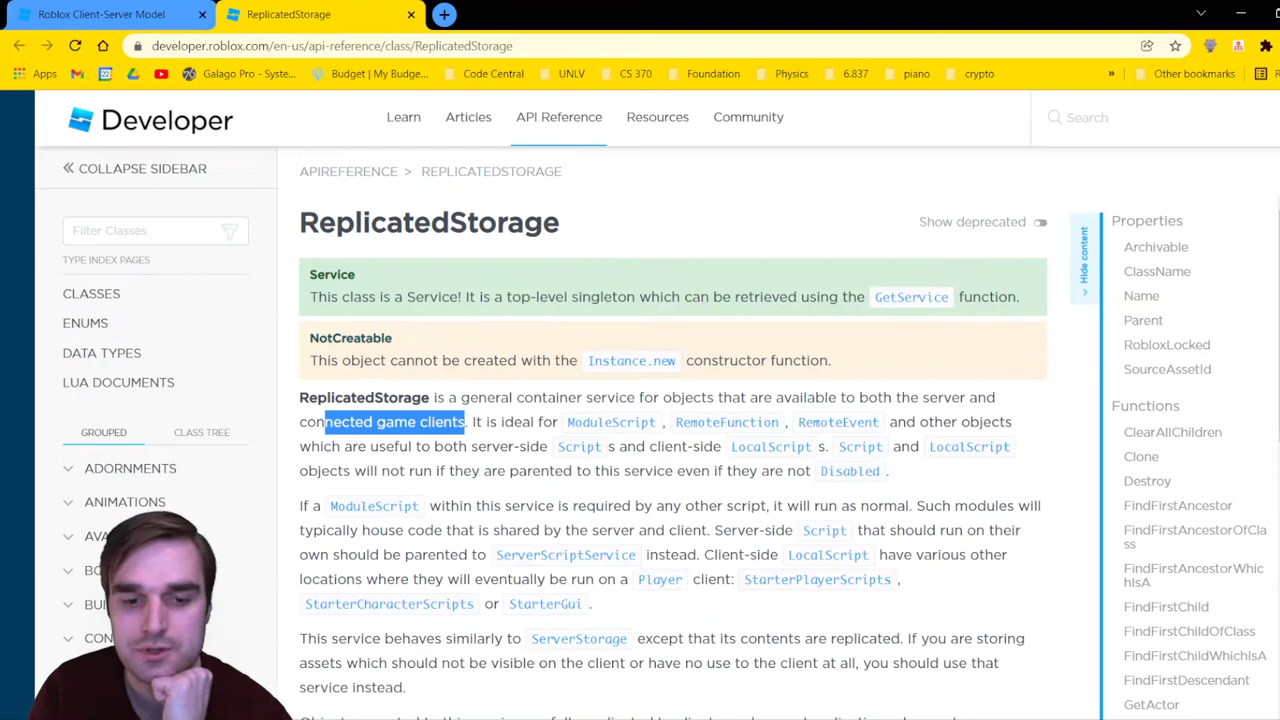 Roblox Client-Server Model
ReplicatedStorage
developer.roblox.com/en-us/api-reference/class/ReplicatedStorage
Apps
22
Galago Pro - Syste...
Budget | My Budge...
Code Central
UNLV
CS 370
Foundation
Physics
6.837
piano
crypto
»
Other bookmarks
Developer
Learn
Articles
API Reference
Resources
Community
Search
COLLAPSE SIDEBAR
Filter Classes
TYPE INDEX PAGES
CLASSES
ENUMS
DATA TYPES
LUA DOCUMENTS
GROUPED
CLASS TREE
ADORNMENTS
ANIMATIONS
AVA
BUI
CON
APIREFERENCE > REPLICATEDSTORAGE
ReplicatedStorage
Show deprecated
Service
This class is a Service! It is a top-level singleton which can be retrieved using the GetService function.
NotCreatable
This object cannot be created with the Instance.new constructor function.
ReplicatedStorage is a general container service for objects that are available to both the server and
connected game clients. It is ideal for ModuleScript , RemoteFunction , RemoteEvent and other objects
which are useful to both server-side Script s and client-side LocalScript s. Script and LocalScript
objects will not run if they are parented to this service even if they are not Disabled .
If a ModuleScript within this service is required by any other script, it will run as normal. Such modules will
typically house code that is shared by the server and client. Server-side Script that should run on their
own should be parented to ServerScriptService instead. Client-side LocalScript have various other
locations where they will eventually be run on a Player client: StarterPlayerScripts ,
StarterCharacterScripts or StarterGui .
This service behaves similarly to ServerStorage except that its contents are replicated. If you are storing
assets which should not be visible on the client or have no use to the client at all, you should use that
service instead.
Hide content
Properties
Archivable
ClassName
Name
Parent
RobloxLocked
SourceAssetId
Functions
ClearAllChildren
Clone
Destroy
FindFirstAncestor
FindFirstAncestorOfCla
ss
FindFirstAncestorWhic
hIsA
FindFirstChild
FindFirstChildOfClass
FindFirstChildWhichIsA
FindFirstDescendant
GetActor